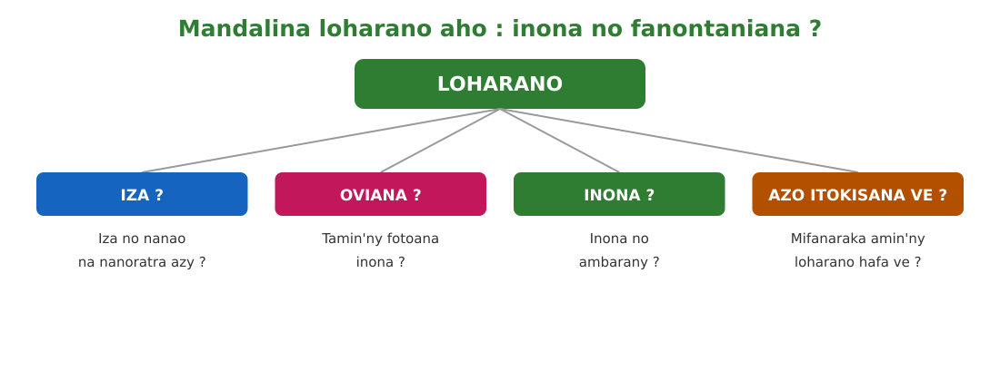 Mandalina loharano aho : inona no fanontaniana ?
LOHARANO
IZA ?
Iza no nanao
na nanoratra azy ?
OVIANA ?
Tamin'ny fotoana
inona ?
INONA ?
Inona no
ambarany ?
AZO ITOKISANA VE ?
Mifanaraka amin'ny
loharano hafa ve ?